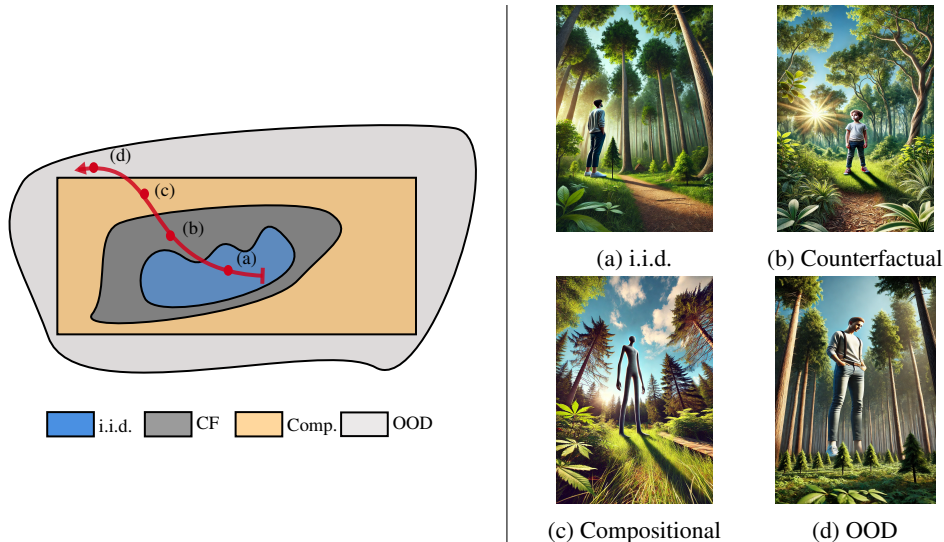 (d)
(c)
(b)
(a)
i.i.d.
CF
Comp.
OOD
(a) i.i.d.
(b) Counterfactual
(c) Compositional
(d) OOD